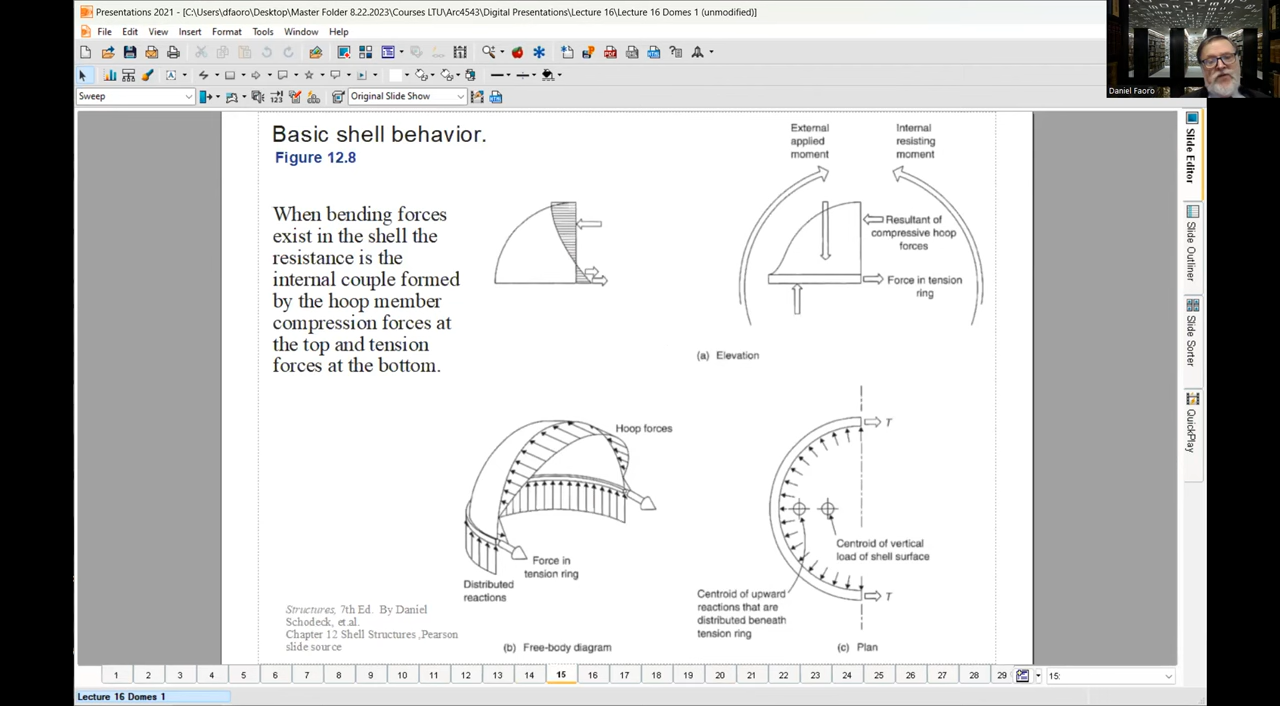 Presentations 2021 - [C:\Users\dfaoro\Desktop\Master Folder 8.22.2023\Courses LTU\Arc4543\Digital Presentations\Lecture 16\Lecture 16 Domes 1 (unmodified)]
File Edit View Insert Format Tools Window Help
Sweep
Original Slide Show
Daniel Faoro
Basic shell behavior.
Figure 12.8
When bending forces
exist in the shell the
resistance is the
internal couple formed
by the hoop member
compression forces at
the top and tension
forces at the bottom.
External
applied
moment
Internal
resisting
moment
Resultant of
compressive hoop
forces
Force in tension
ring
(a) Elevation
Hoop forces
Force in
tension ring
Distributed
reactions
(b) Free-body diagram
T
Centroid of vertical
load of shell surface
Centroid of upward
reactions that are
distributed beneath
tension ring
T
(c) Plan
Structures, 7th Ed. By Daniel
Schodeck, et.al.
Chapter 12 Shell Structures ,Pearson
slide source
Slide Editor
Slide Outliner
Slide Sorter
QuickPlay
1 2 3 4 5 6 7 8 9 10 11 12 13 14 15 16 17 18 19 20 21 22 23 24 25 26 27 28 29
15:
Lecture 16 Domes 1